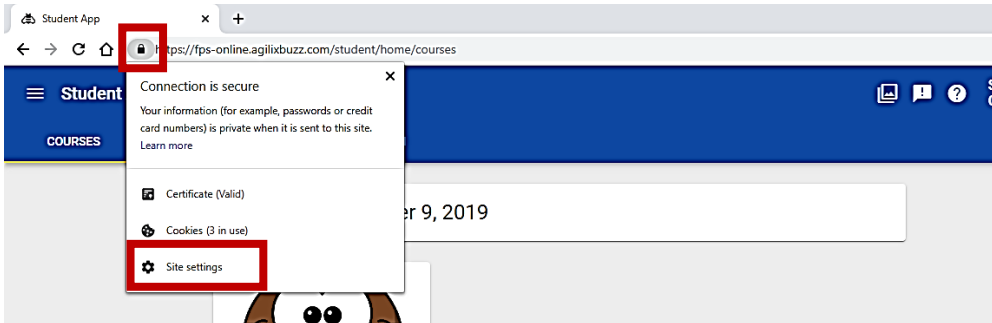 Student App
https://fps-online.agilixbuzz.com/student/home/courses
Student
Connection is secure
Your information (for example, passwords or credit
card numbers) is private when it is sent to this site.
Learn more
COURSES
Certificate (Valid)
er 9, 2019
Cookies (3 in use)
Site settings